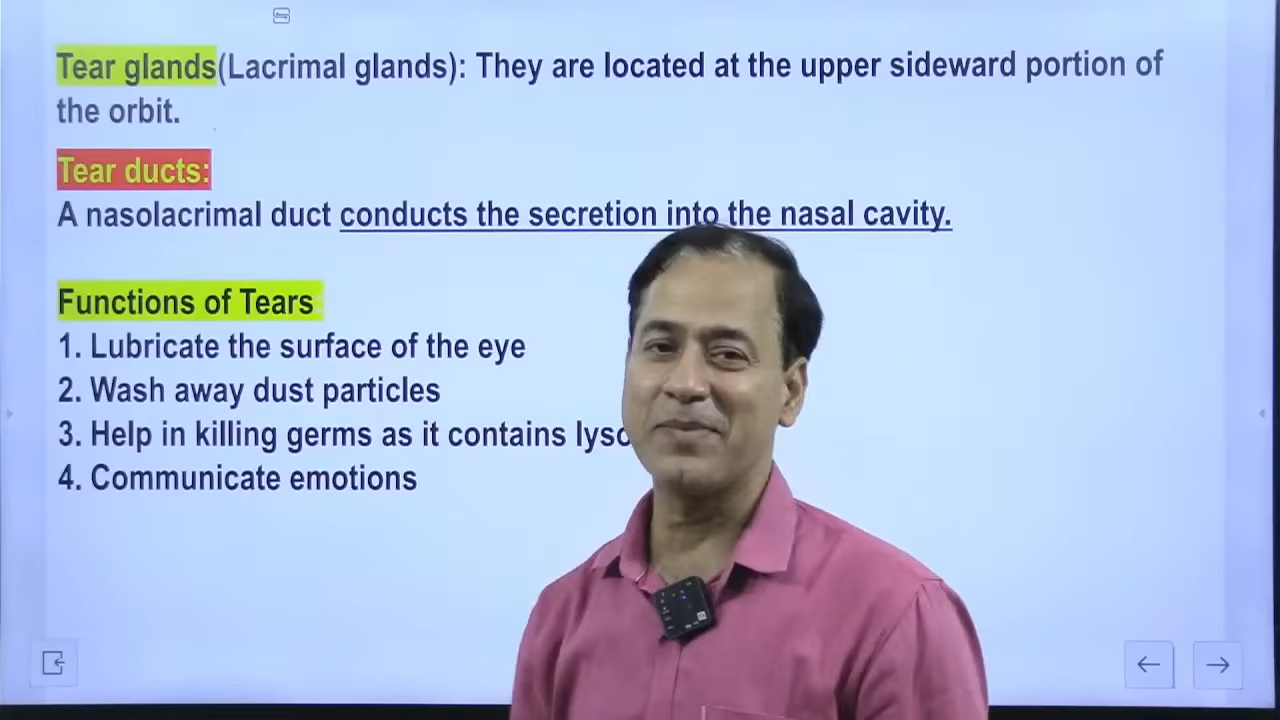 Tear glands(Lacrimal glands): They are located at the upper sideward portion of
the orbit.
Tear ducts:
A nasolacrimal duct conducts the secretion into the nasal cavity.
Functions of Tears
1. Lubricate the surface of the eye
2. Wash away dust particles
3. Help in killing germs as it contains
4. Communicate emotions